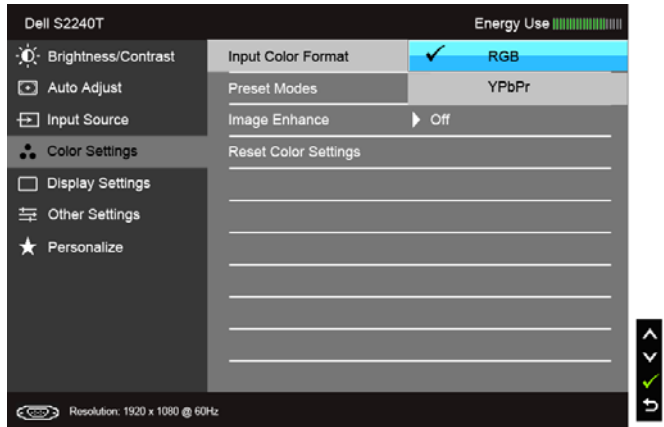 Dell S2240T
Energy Use
Brightness/Contrast
Auto Adjust
Input Source
Color Settings
Display Settings
Other Settings
Personalize
Input Color Format
RGB
Preset Modes
YPbPr
Image Enhance
Off
Reset Color Settings
Resolution: 1920 x 1080 @ 60Hz